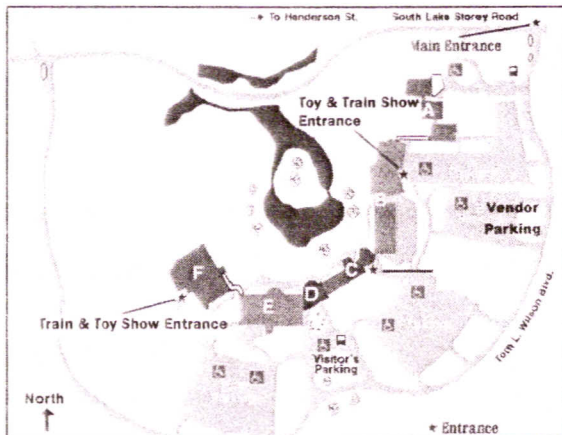 To Henderson St.
South Lake Storey Road
Main Entrance
Toy & Train Show
Entrance
A
B
Vendor
Parking
C
D
E
F
Train & Toy Show Entrance
Visitor's
Parking
Tom L. Wilson Blvd.
North
Entrance